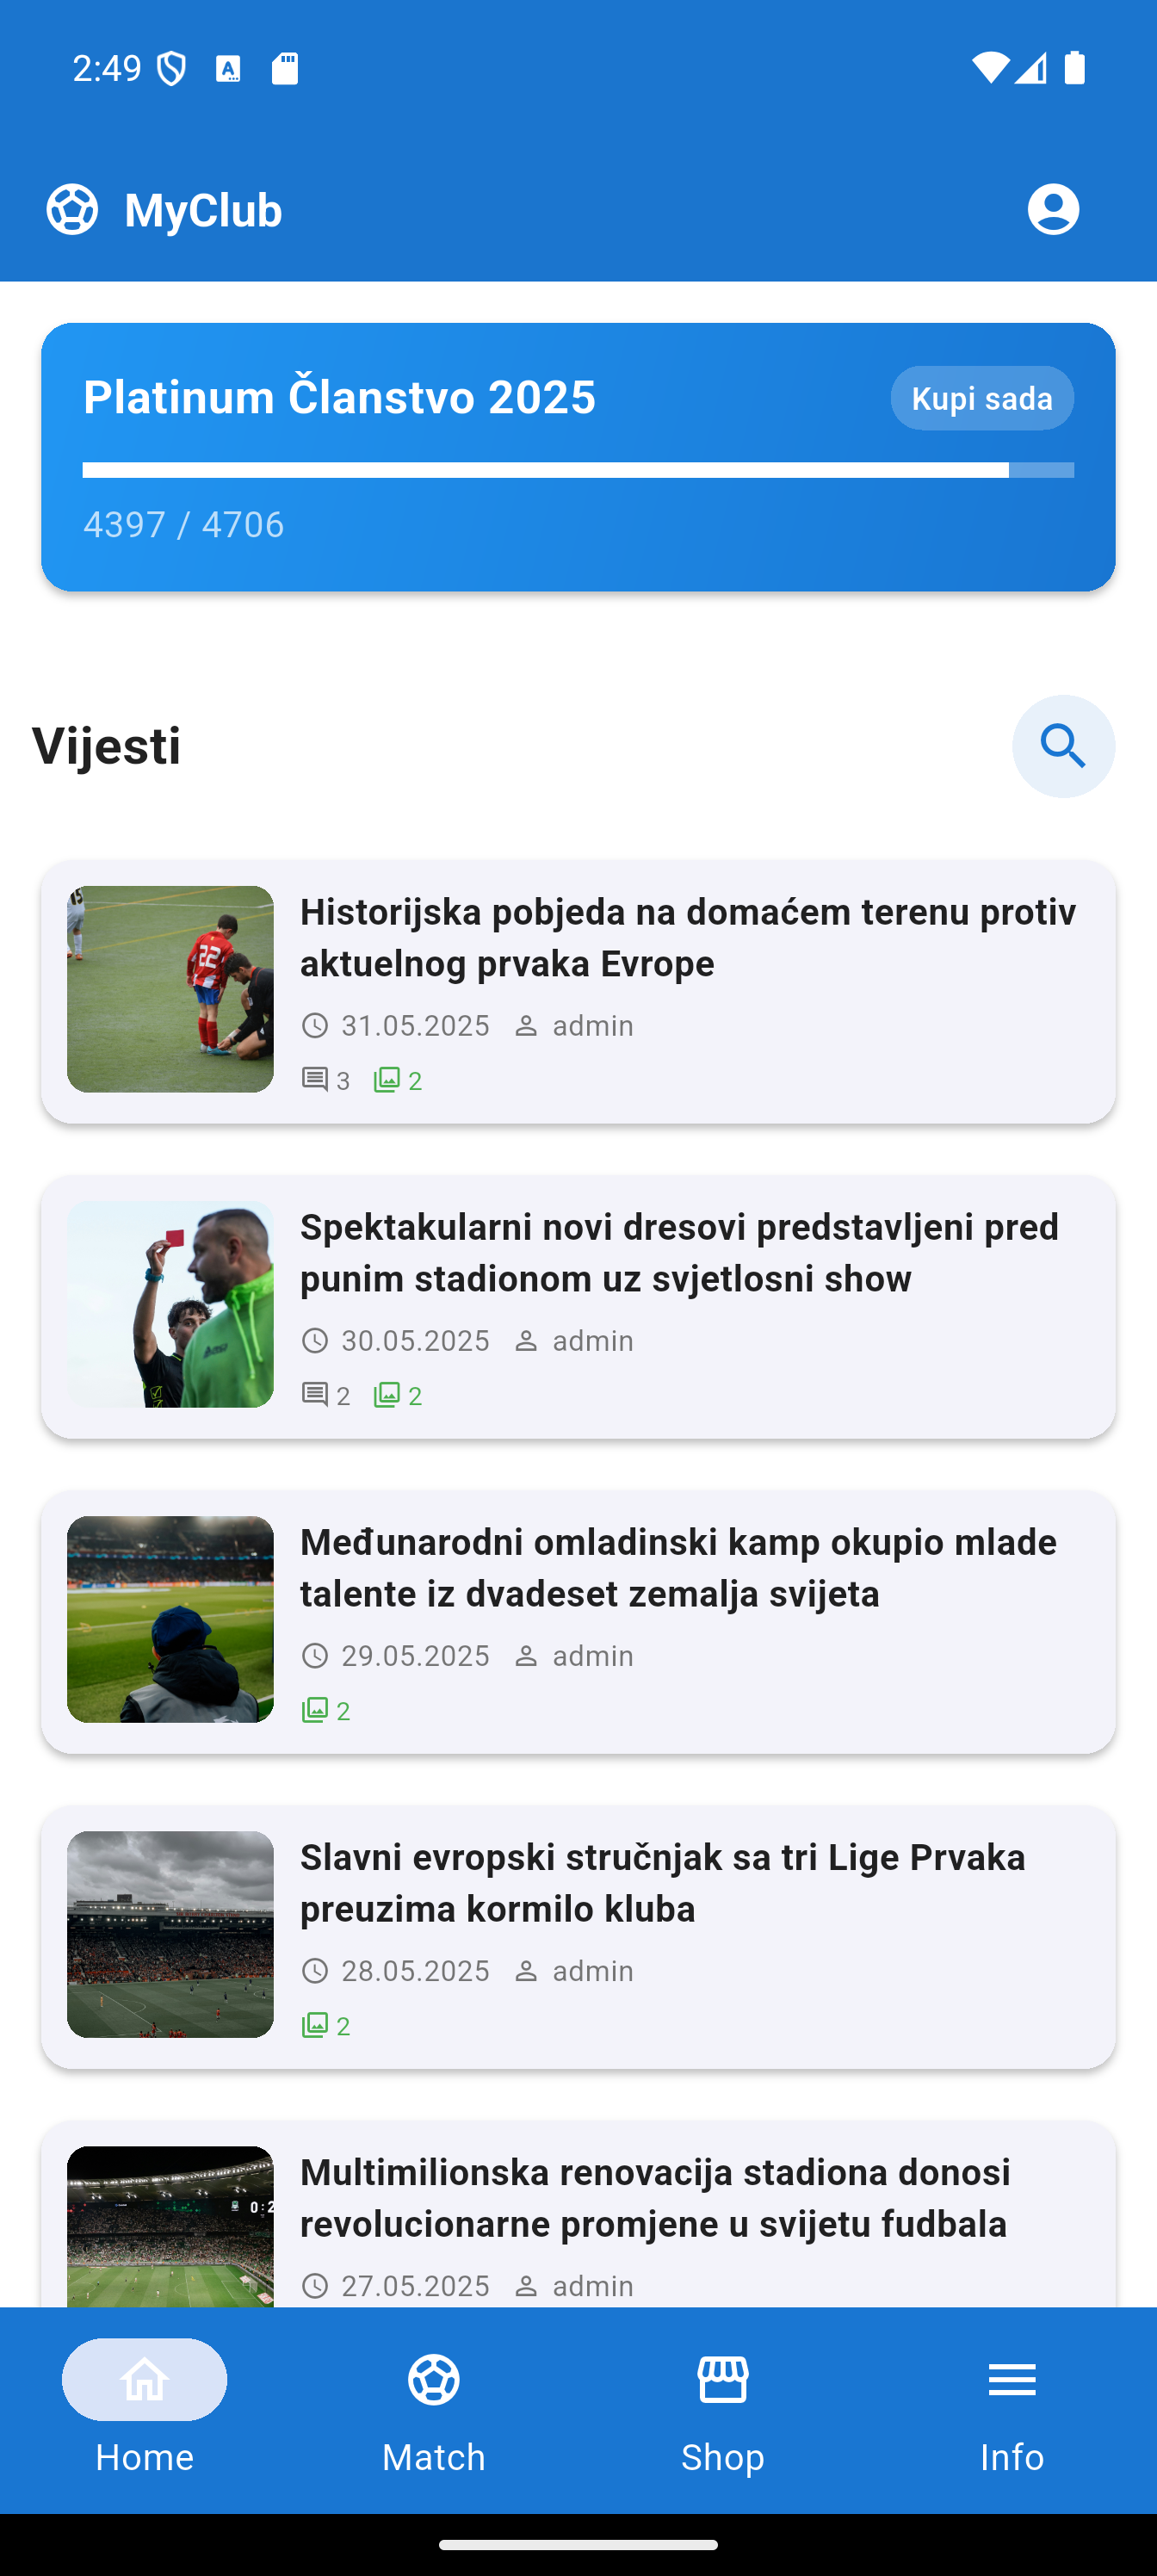 2:49
MyClub
Platinum Članstvo 2025
Kupi sada
4397 / 4706
Vijesti
22
Historijska pobjeda na domaćem terenu protiv
aktuelnog prvaka Evrope
31.05.2025 admin
3 2
Spektakularni novi dresovi predstavljeni pred
punim stadionom uz svjetlosni show
30.05.2025 admin
2 2
Međunarodni omladinski kamp okupio mlade
talente iz dvadeset zemalja svijeta
29.05.2025 admin
2
Slavni evropski stručnjak sa tri Lige Prvaka
preuzima kormilo kluba
28.05.2025 admin
2
0:2
Multimilionska renovacija stadiona donosi
revolucionarne promjene u svijetu fudbala
27.05.2025 admin
Home Match Shop Info